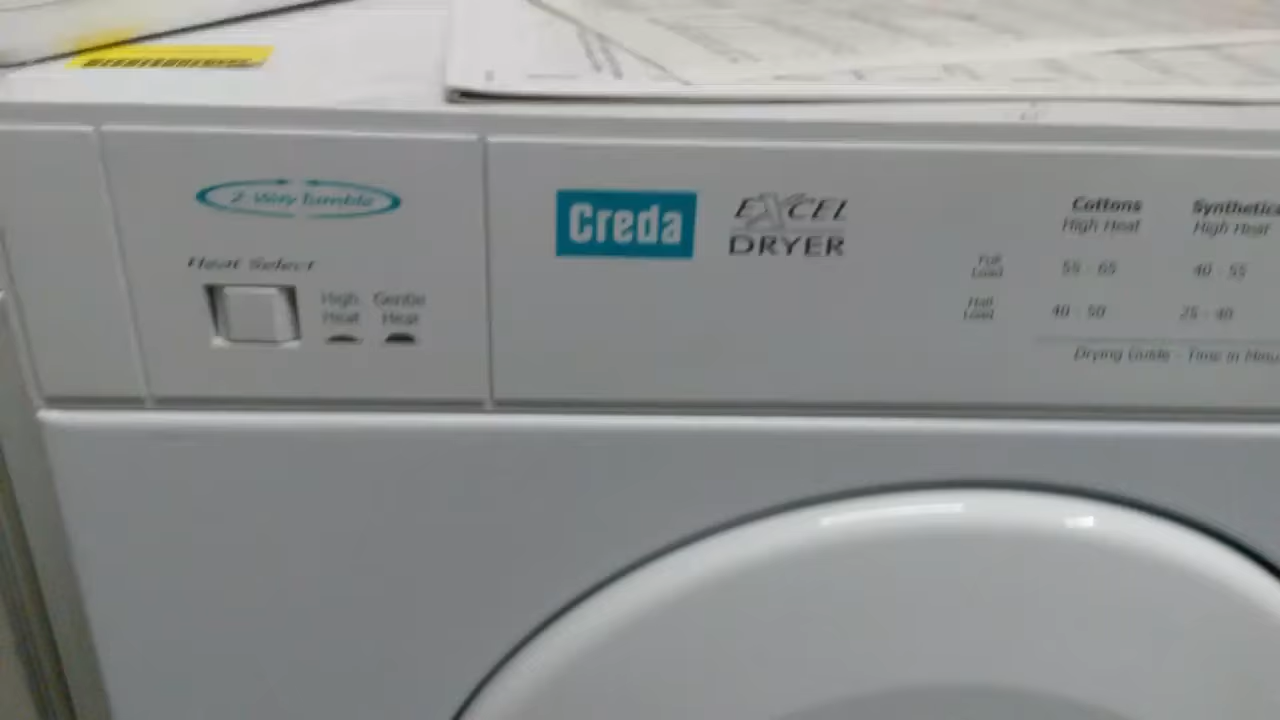 2 Way Tumble
Heat Select
High Gentle
Heat Heat
Creda
EXCEL
DRYER
Cottons Synthetics
High Heat High Heat
Full
Load 55 - 65 40 - 55
Half
Load 40 - 50 25 - 40
Drying Guide - Time in Minu